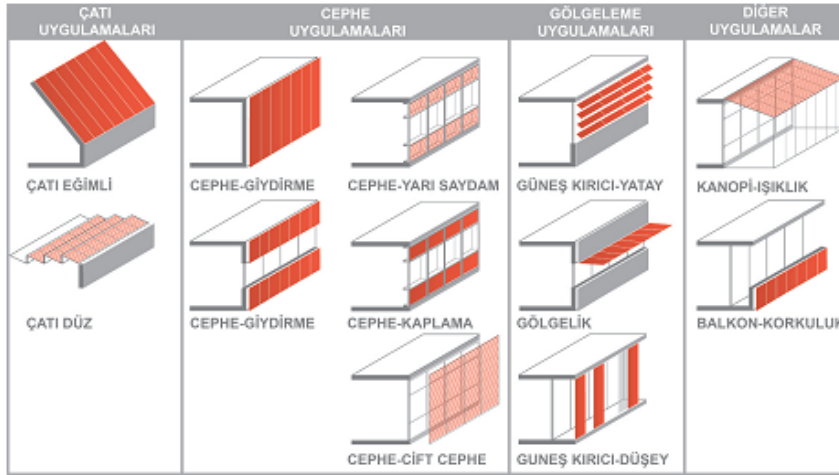 ÇATI
UYGULAMALARI
CEPHE
UYGULAMALARI
GÖLGELEME
UYGULAMALARI
DİĞER
UYGULAMALAR
ÇATI EĞİMLİ
CEPHE-GİYDİRME
CEPHE-YARI SAYDAM
GÜNEŞ KIRICI-YATAY
KANOPİ-IŞIKLIK
ÇATI DÜZ
CEPHE-GİYDİRME
CEPHE-KAPLAMA
GÖLGELİK
BALKON-KORKULUK
CEPHE-CİFT CEPHE
GUNEŞ KIRICI-DÜŞEY